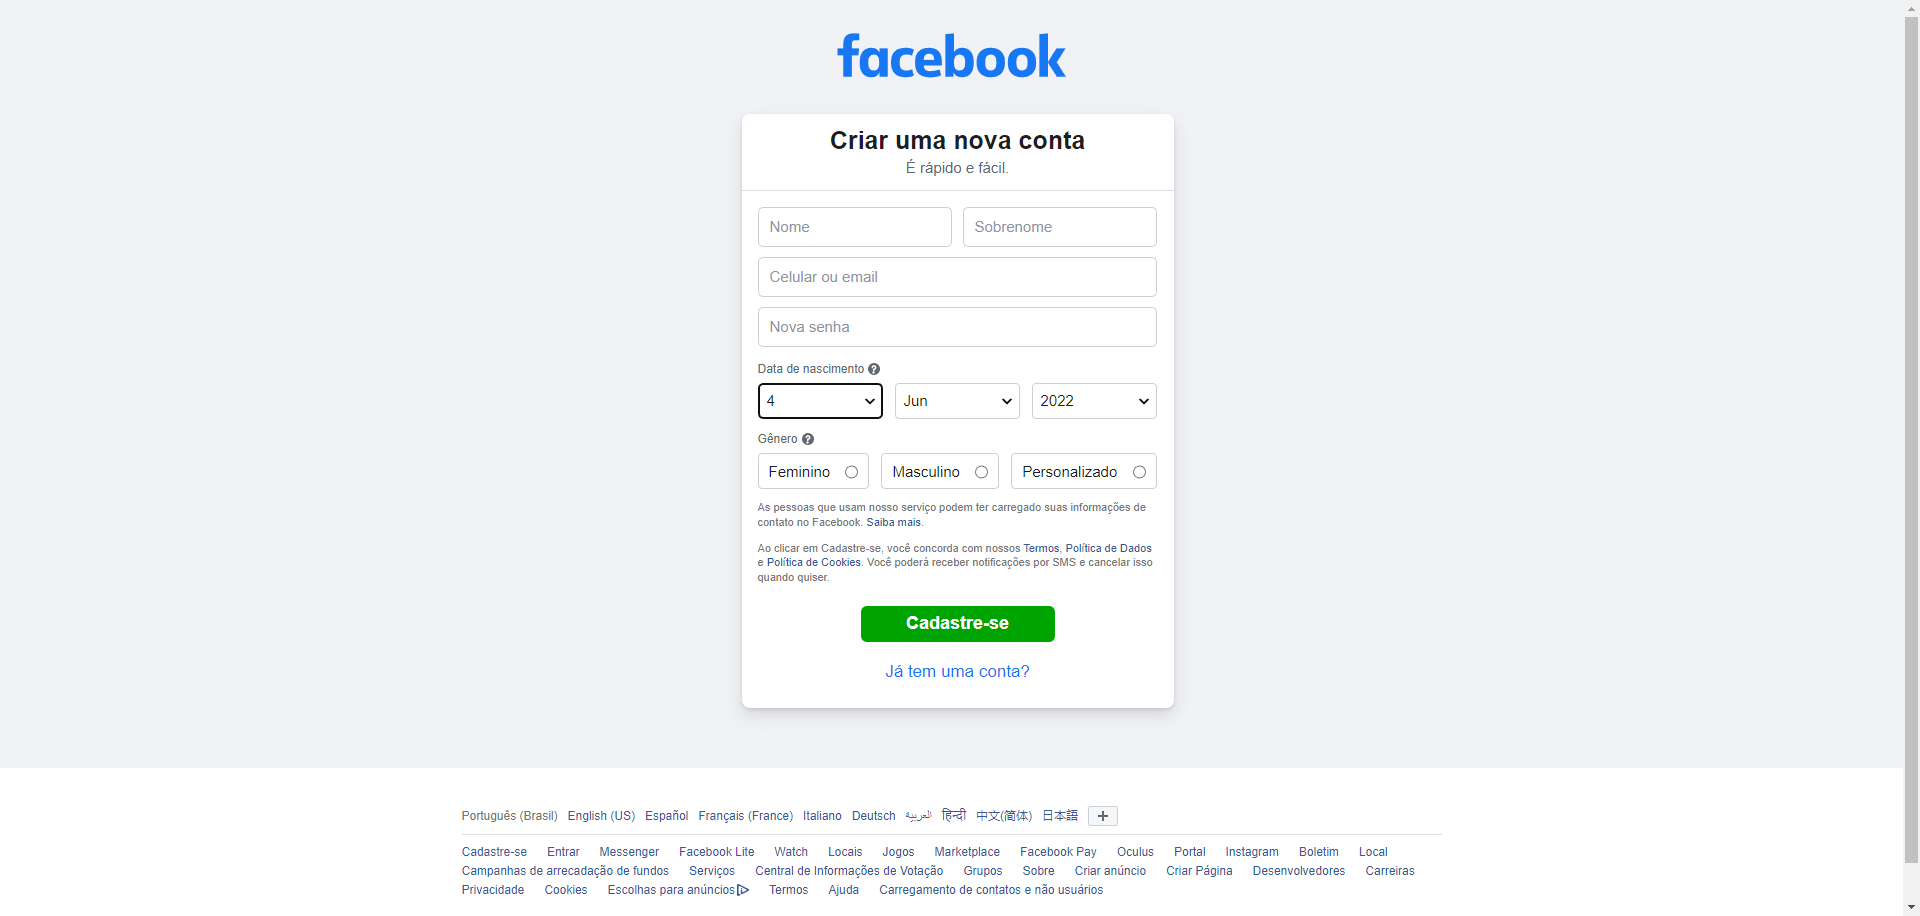 facebook
Criar uma nova conta
É rápido e fácil.
Nome Sobrenome
Celular ou email
Nova senha
Data de nascimento ?
4 Jun 2022
Gênero ?
Feminino Masculino Personalizado
As pessoas que usam nosso serviço podem ter carregado suas informações de
contato no Facebook. Saiba mais.
Ao clicar em Cadastre-se, você concorda com nossos Termos, Política de Dados
e Política de Cookies. Você poderá receber notificações por SMS e cancelar isso
quando quiser.
Cadastre-se
Já tem uma conta?
Português (Brasil) English (US) Español Français (France) Italiano Deutsch العربية हिन्दी 中文(简体) 日本語 +
Cadastre-se Entrar Messenger Facebook Lite Watch Locais Jogos Marketplace Facebook Pay Oculus Portal Instagram Boletim Local
Campanhas de arrecadação de fundos Serviços Central de Informações de Votação Grupos Sobre Criar anúncio Criar Página Desenvolvedores Carreiras
Privacidade Cookies Escolhas para anúncios Termos Ajuda Carregamento de contatos e não usuários